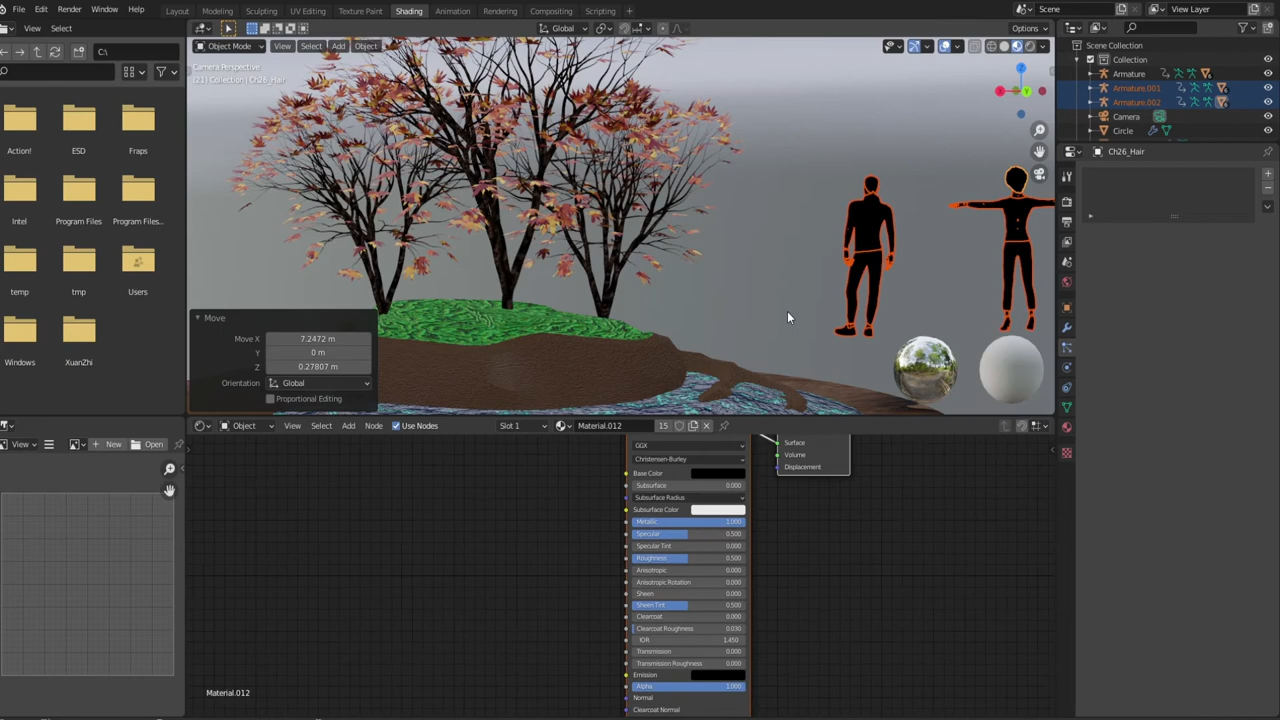 File Edit Render Window Help Layout Modeling Sculpting UV Editing Texture Paint Shading Animation Rendering Compositing Scripting + Scene View Layer
View Select Global Options
C:\ Object Mode View Select Add Object
Camera Perspective
(21) Collection | Ch26_Hair
Scene Collection
Collection
Armature
Armature.001
Armature.002
Camera
Circle
Ch26_Hair
Action! ESD Fraps
Intel Program Files Program Files...
temp tmp Users
Windows XuanZhi
Move
Move X 7.2472 m
Y 0 m
Z 0.27807 m
Orientation Global
Proportional Editing
X Y Z
View New Open
Object View Select Add Node Use Nodes Slot 1 Material.012 15
GGX
Christensen-Burley
Base Color
Subsurface 0.000
Subsurface Radius
Subsurface Color
Metallic 1.000
Specular 0.500
Specular Tint 0.000
Roughness 0.500
Anisotropic 0.000
Anisotropic Rotation 0.000
Sheen 0.000
Sheen Tint 0.500
Clearcoat 0.000
Clearcoat Roughness 0.030
IOR 1.450
Transmission 0.000
Transmission Roughness 0.000
Emission
Alpha 1.000
Normal
Clearcoat Normal
Surface
Volume
Displacement
Material.012